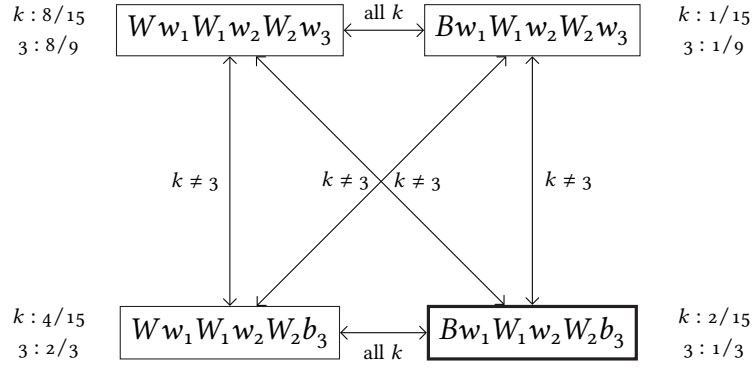 k : 8/15
3 : 8/9
Ww₁W₁w₂W₂w₃
all k
Bw₁W₁w₂W₂w₃
k : 1/15
3 : 1/9
k ≠ 3
k ≠ 3
k ≠ 3
k ≠ 3
k : 4/15
3 : 2/3
Ww₁W₁w₂W₂b₃
all k
Bw₁W₁w₂W₂b₃
k : 2/15
3 : 1/3